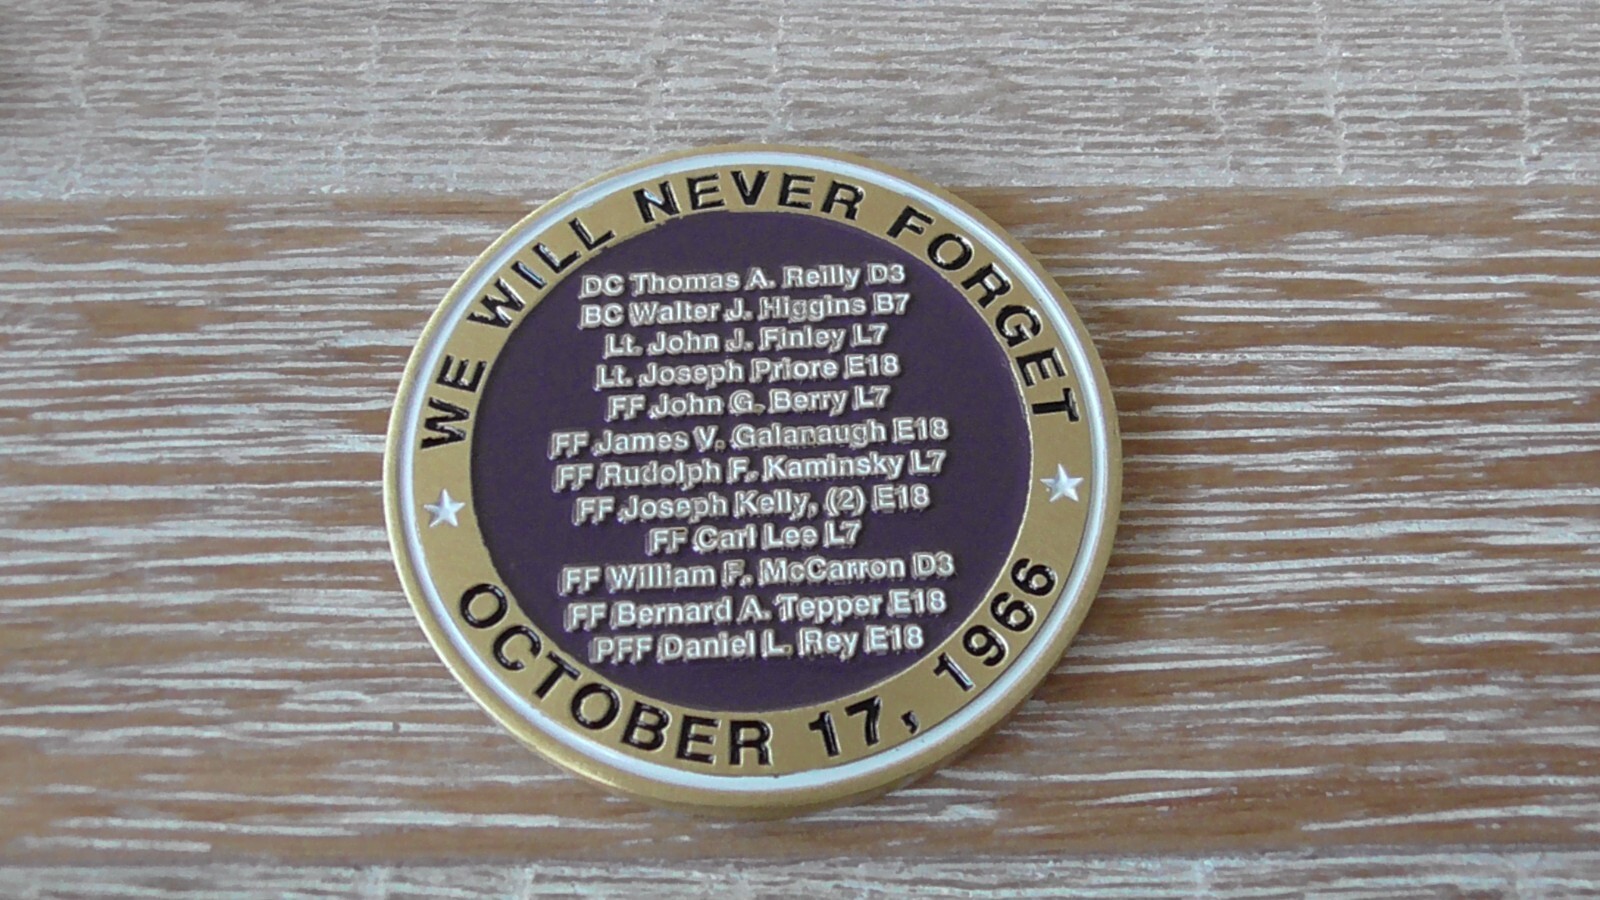 WE WILL NEVER FORGET
DC Thomas A. Reilly D3
BC Walter J. Higgins B7
Lt. John J. Finley L7
Lt. Joseph Priore E18
FF John G. Berry L7
FF James V. Galanaugh E18
FF Rudolph F. Kaminsky L7
FF Joseph Kelly, (2) E18
FF Carl Lee L7
FF William F. McCarron D3
FF Bernard A. Tepper E18
PFF Daniel L. Rey E18
OCTOBER 17, 1966